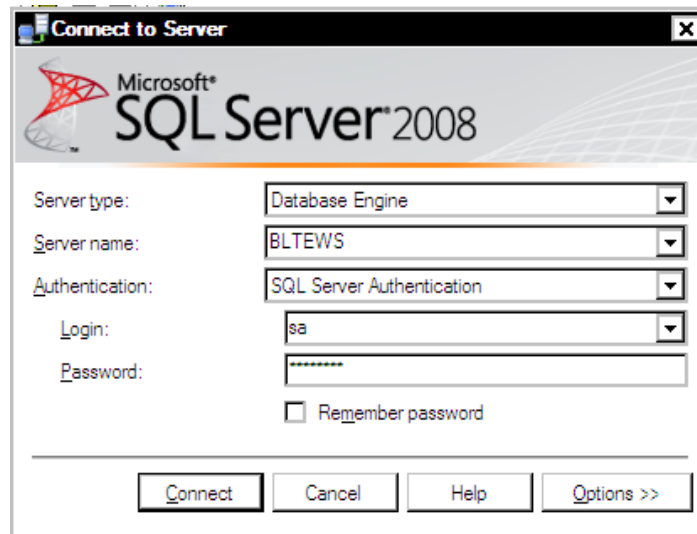 Connect to Server
Microsoft®
SQL Server® 2008
Server type: Database Engine
Server name: BLTEWS
Authentication: SQL Server Authentication
Login: sa
Password: ********
Remember password
Connect Cancel Help Options >>